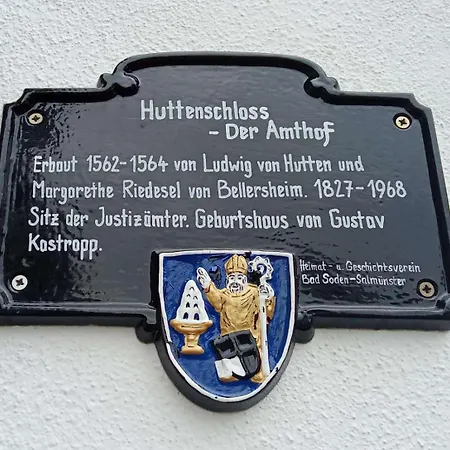 Huttenschloss
- Der Amthof
Erbaut 1562-1564 von Ludwig von Hutten und
Margarethe Riedesel von Bellersheim. 1827-1968
Sitz der Justizämter. Geburtshaus von Gustav
Kastropp.
Heimat- u. Geschichtsverein
Bad Soden-Salmünster